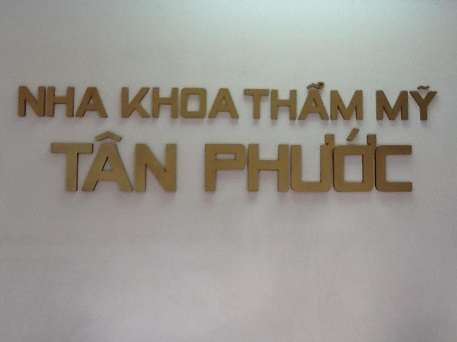 NHA KHOA THẨM MỸ
TÂN PHƯỚC